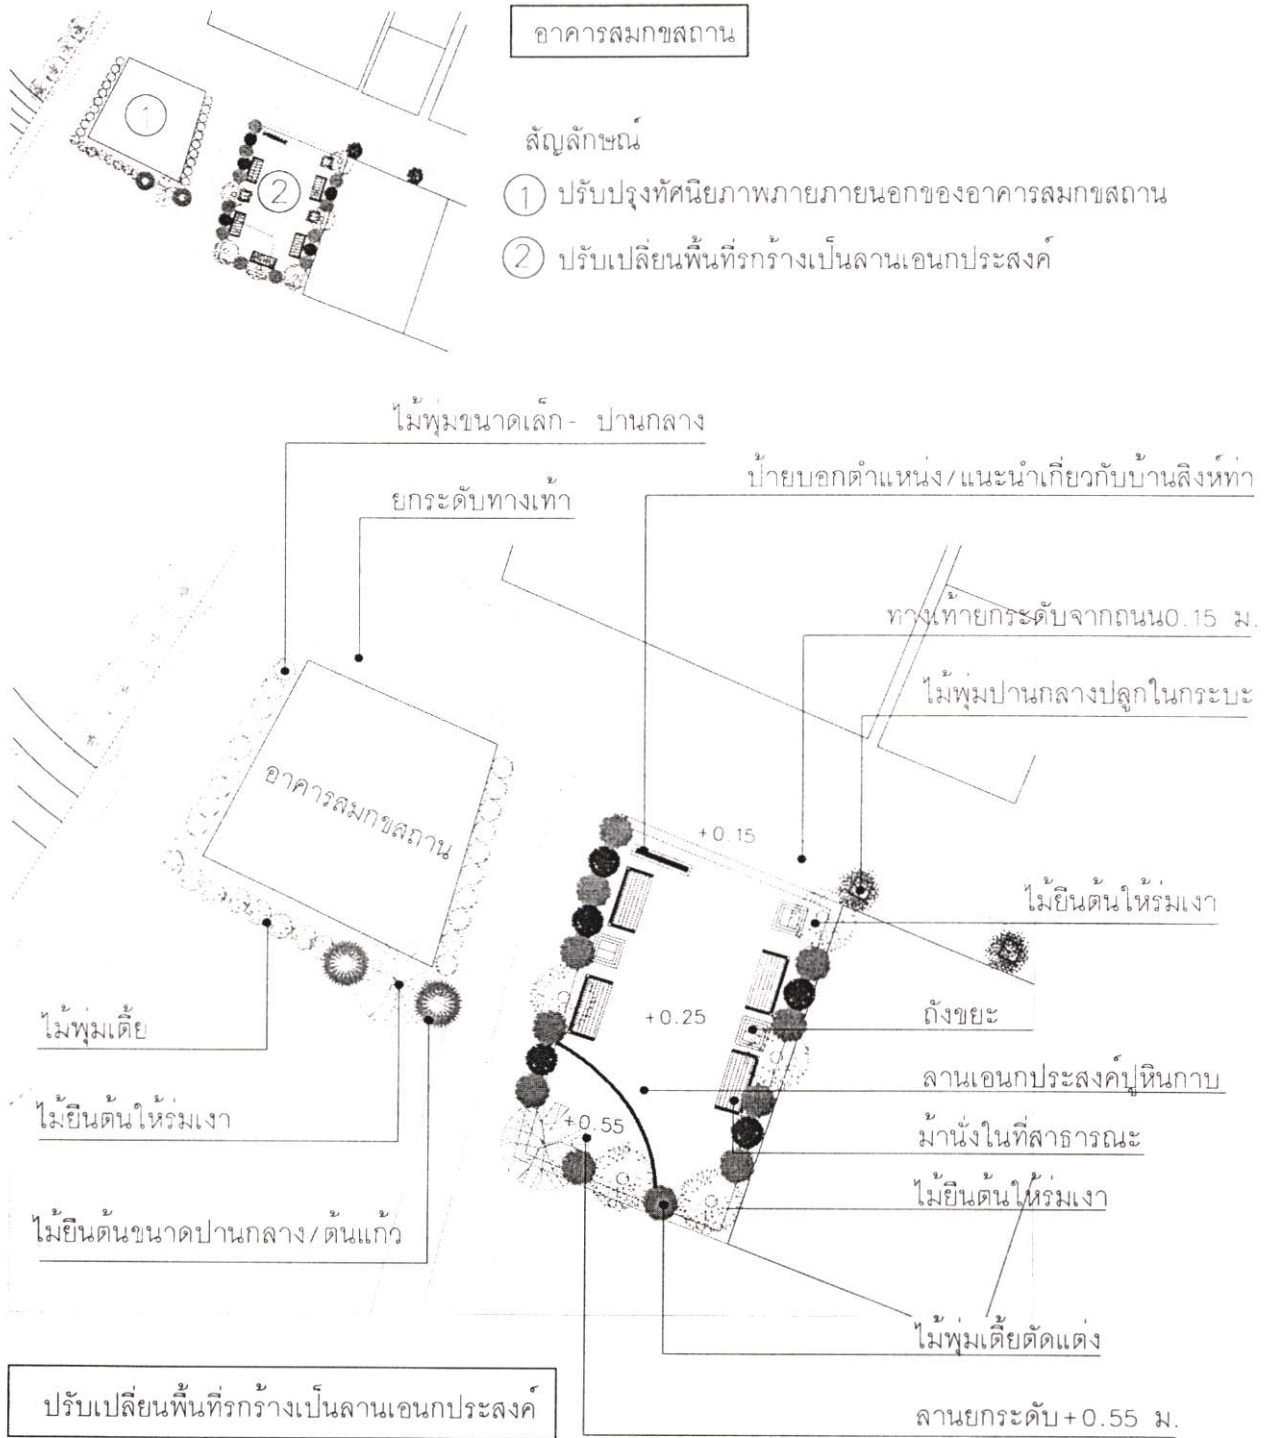 อาคารสมกขสถาน
สัญลักษณ์
1 ปรับปรุงทัศนียภาพภายภายนอกของอาคารสมกขสถาน
2 ปรับเปลี่ยนพื้นที่รกร้างเป็นลานเอนกประสงค์
1
2
ไม้พุ่มขนาดเล็ก- ปานกลาง
ป้ายบอกตำแหน่ง/แนะนำเกี่ยวกับบ้านสิงห์ท่า
ยกระดับทางเท้า
ทางเท้ายกระดับจากถนน0.15 ม.
ไม้พุ่มปานกลางปลูกในกระบะ
อาคารสมกขสถาน
+0.15
ไม้ยืนต้นให้ร่มเงา
+0.25
ถังขยะ
ไม้พุ่มเตี้ย
ลานเอนกประสงค์ปูหินกาบ
ไม้ยืนต้นให้ร่มเงา
+0.55
ม้านั่งในที่สาธารณะ
ไม้ยืนต้นให้ร่มเงา
ไม้ยืนต้นขนาดปานกลาง/ต้นแก้ว
ไม้พุ่มเตี้ยตัดแต่ง
ปรับเปลี่ยนพื้นที่รกร้างเป็นลานเอนกประสงค์
ลานยกระดับ+0.55 ม.